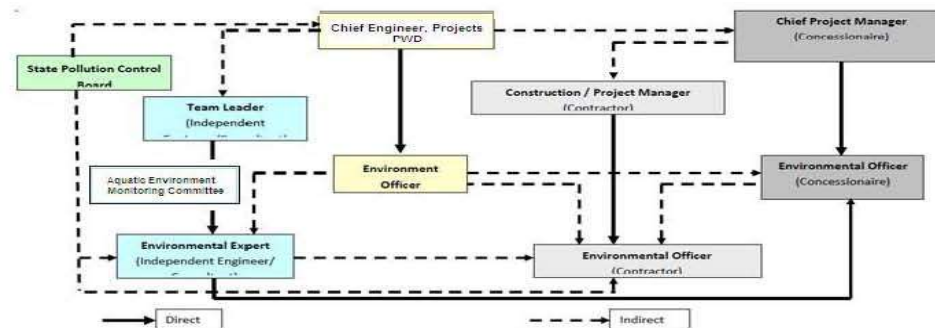 Chief Engineer, Projects
PWD
Chief Project Manager
(Concessionaire)
State Pollution Control
Board
Team Leader
(Independent
Construction / Project Manager
(Contractor)
Aquatic Environment
Monitoring Committee
Environment
Officer
Environmental Officer
(Concessionaire)
Environmental Expert
(Independent Engineer/
Environmental Officer
(Contractor)
Direct
Indirect